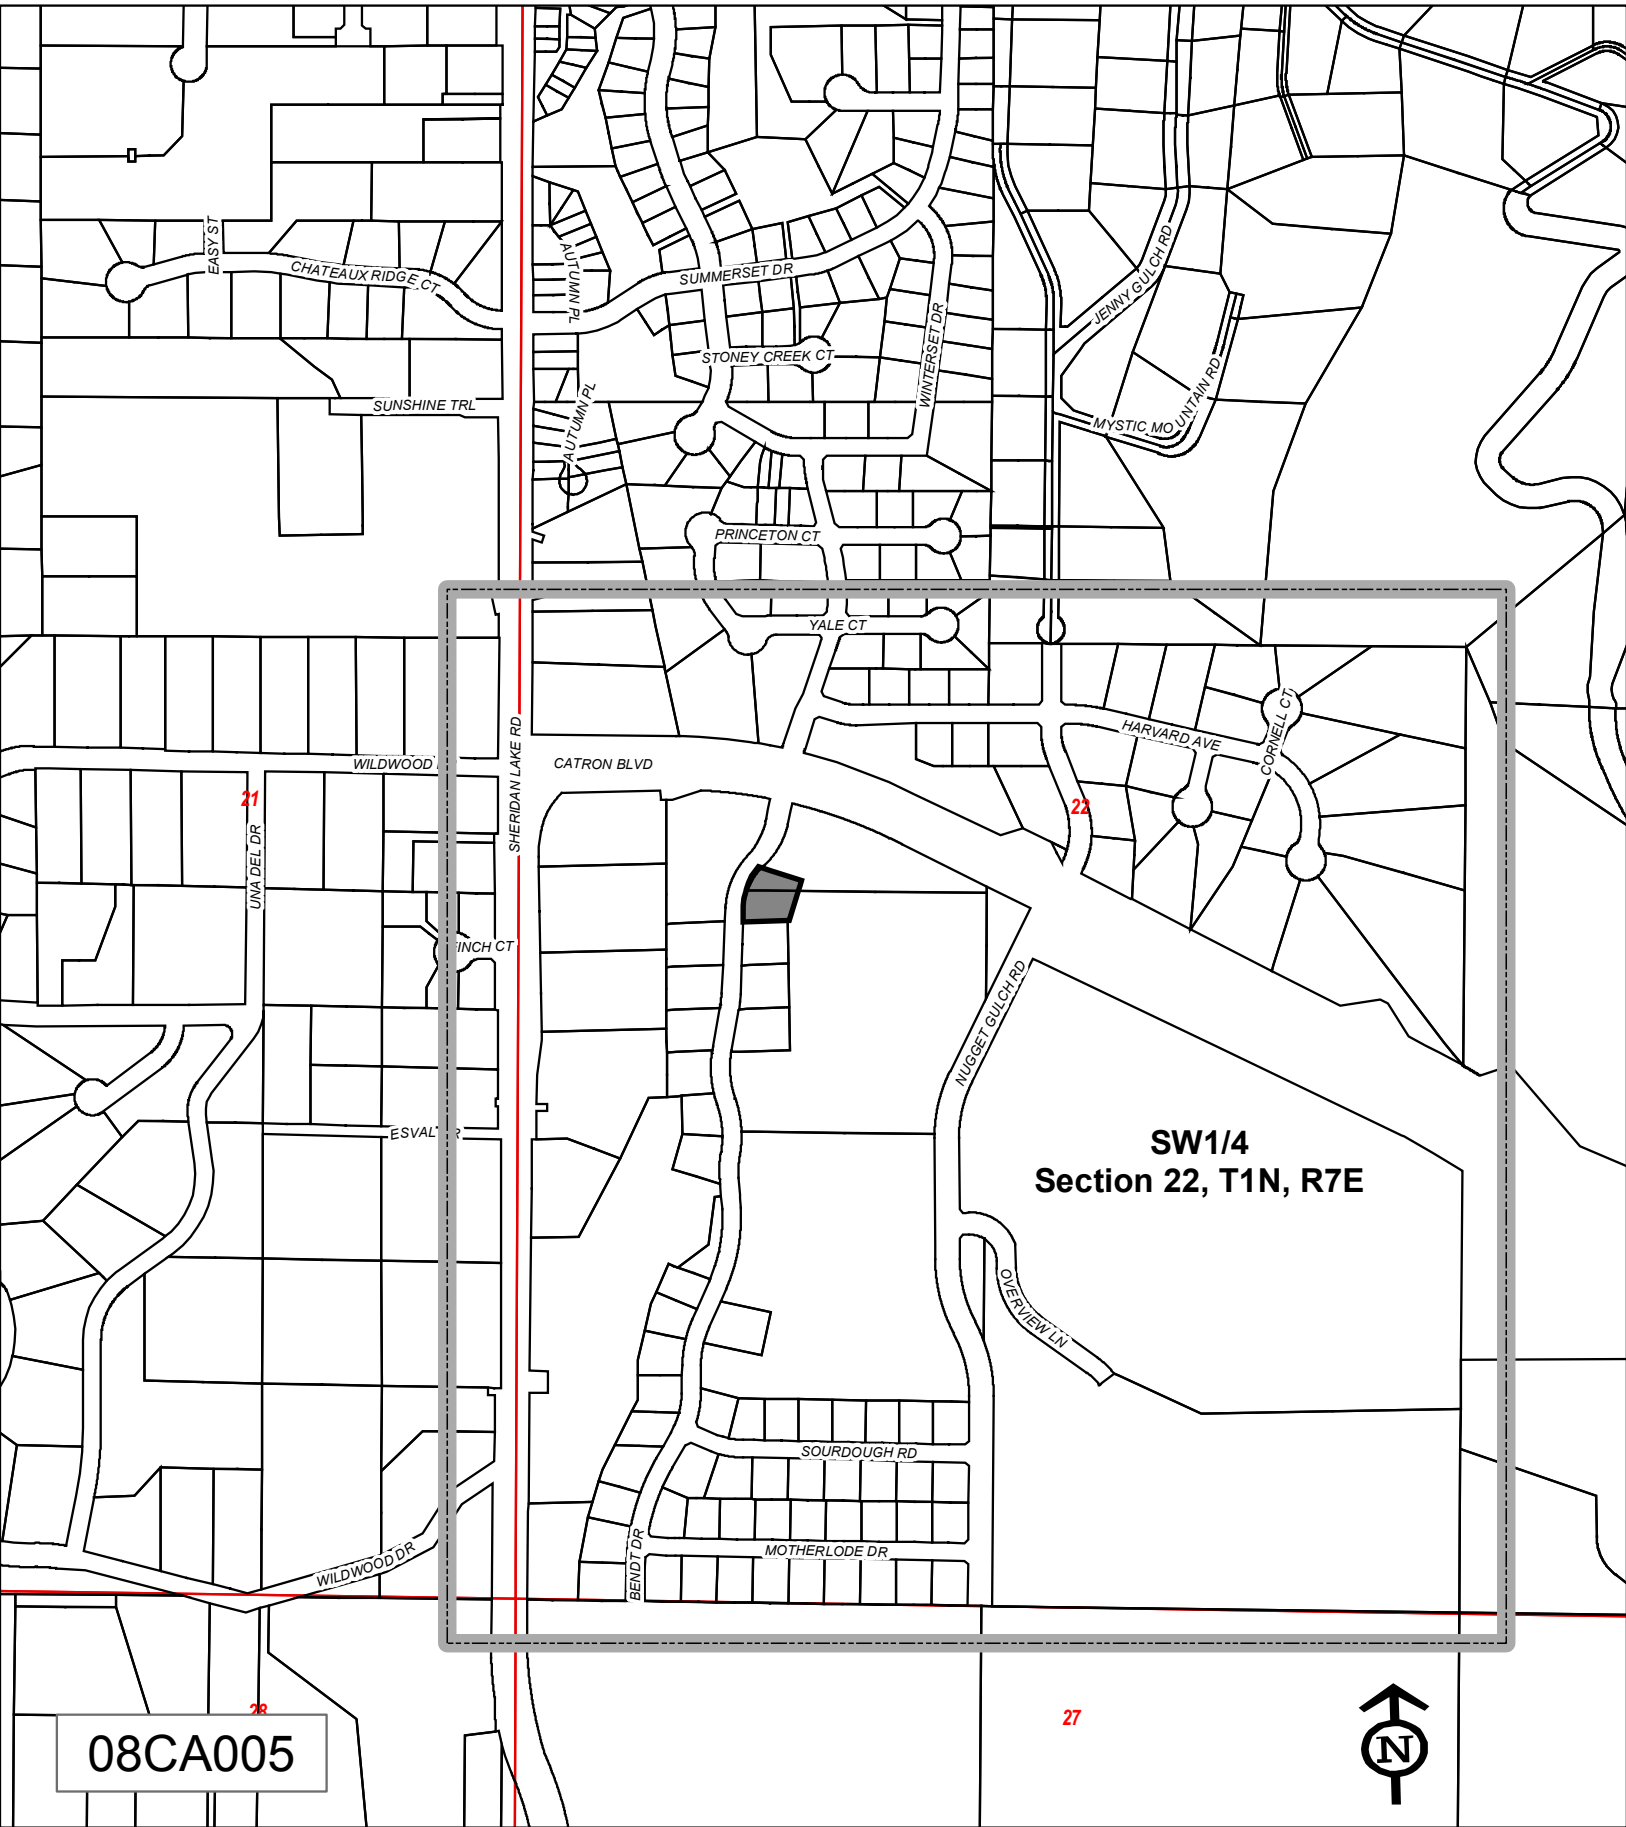 EASY ST
CHATEAUX RIDGE CT
AUTUMN PL
SUMMERSET DR
JENNY GULCH RD
WINTERSET DR
STONEY CREEK CT
SUNSHINE TRL
AUTUMN PL
MYSTIC MOUNTAIN RD
PRINCETON CT
YALE CT
HARVARD AVE
CORNELL CT
SHERIDAN LAKE RD
WILDWOOD
CATRON BLVD
21
22
UNA DEL DR
FINCH CT
NUGGET GULCH RD
ESVAL
SW1/4
Section 22, T1N, R7E
OVERVIEW LN
SOURDOUGH RD
BENDT DR
MOTHERLODE DR
WILDWOOD DR
28
27
08CA005
N